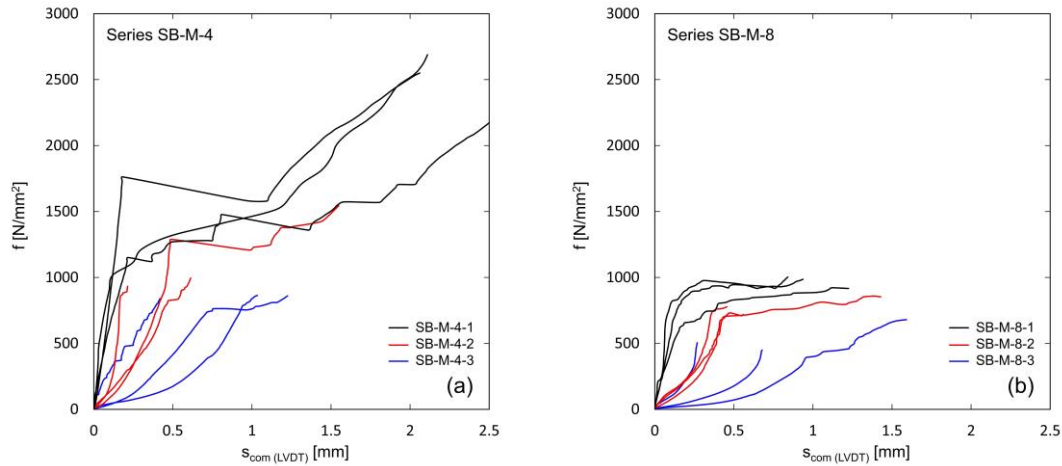 Series SB-M-4
3000
2500
2000
1500
1000
500
0
f [N/mm²]
0 0.5 1 1.5 2 2.5
s com (LVDT) [mm]
SB-M-4-1
SB-M-4-2
SB-M-4-3
(a)
Series SB-M-8
3000
2500
2000
1500
1000
500
0
f [N/mm²]
0 0.5 1 1.5 2 2.5
s com (LVDT) [mm]
SB-M-8-1
SB-M-8-2
SB-M-8-3
(b)